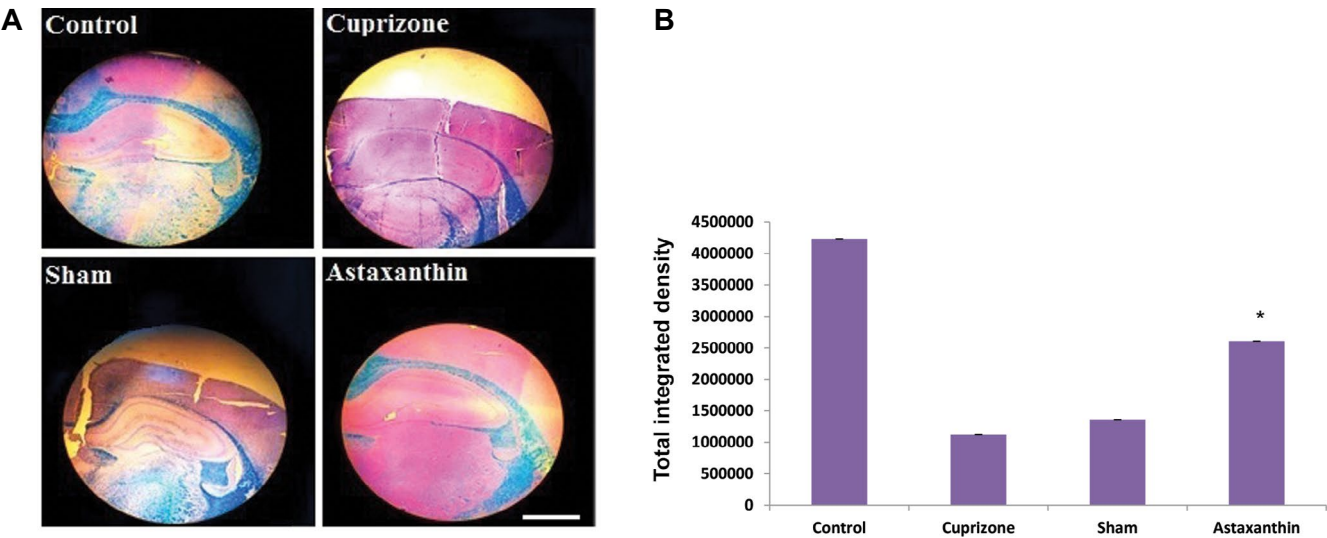 A
Control
Cuprizone
Sham
Astaxanthin
B
Total integrated density
4500000
4000000
3500000
3000000
2500000
2000000
1500000
1000000
500000
0
*
Control
Cuprizone
Sham
Astaxanthin